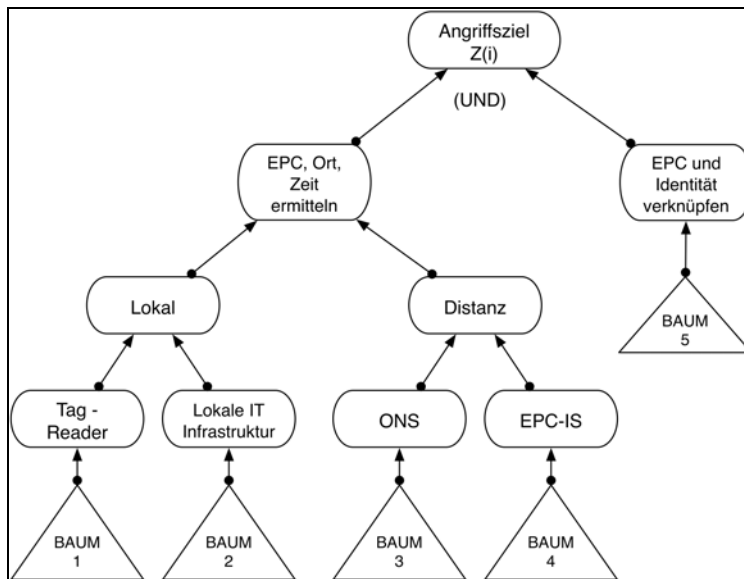 Angriffsziel
Z(i)
(UND)
EPC, Ort,
Zeit
ermitteln
EPC und
Identität
verknüpfen
Lokal
Distanz
BAUM
5
Tag -
Reader
Lokale IT
Infrastruktur
ONS
EPC-IS
BAUM
1
BAUM
2
BAUM
3
BAUM
4